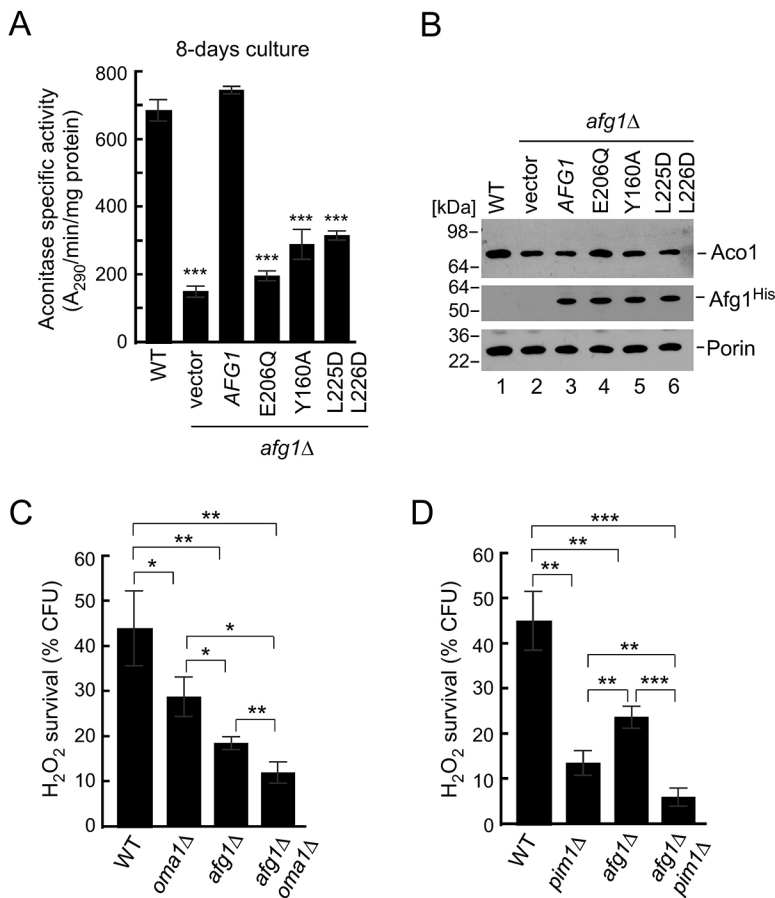 A
8-days culture
Aconitase specific activity
(A290/min/mg protein)
800
600
400
300
200
0
***
***
***
***
WT
vector
AFG1
E206Q
Y160A
L225D
L226D
afg1Δ
B
afg1Δ
[kDa]
WT
vector
AFG1
E206Q
Y160A
L225D
L226D
98
64
64
50
36
22
Aco1
Afg1His
Porin
1 2 3 4 5 6
C
H2O2 survival (% CFU)
60
50
40
30
20
10
0
**
**
*
*
*
**
WT
oma1Δ
afg1Δ
afg1Δ
oma1Δ
D
H2O2 survival (% CFU)
60
50
40
30
20
10
0
***
**
**
**
**
***
WT
pim1Δ
afg1Δ
afg1Δ
pim1Δ